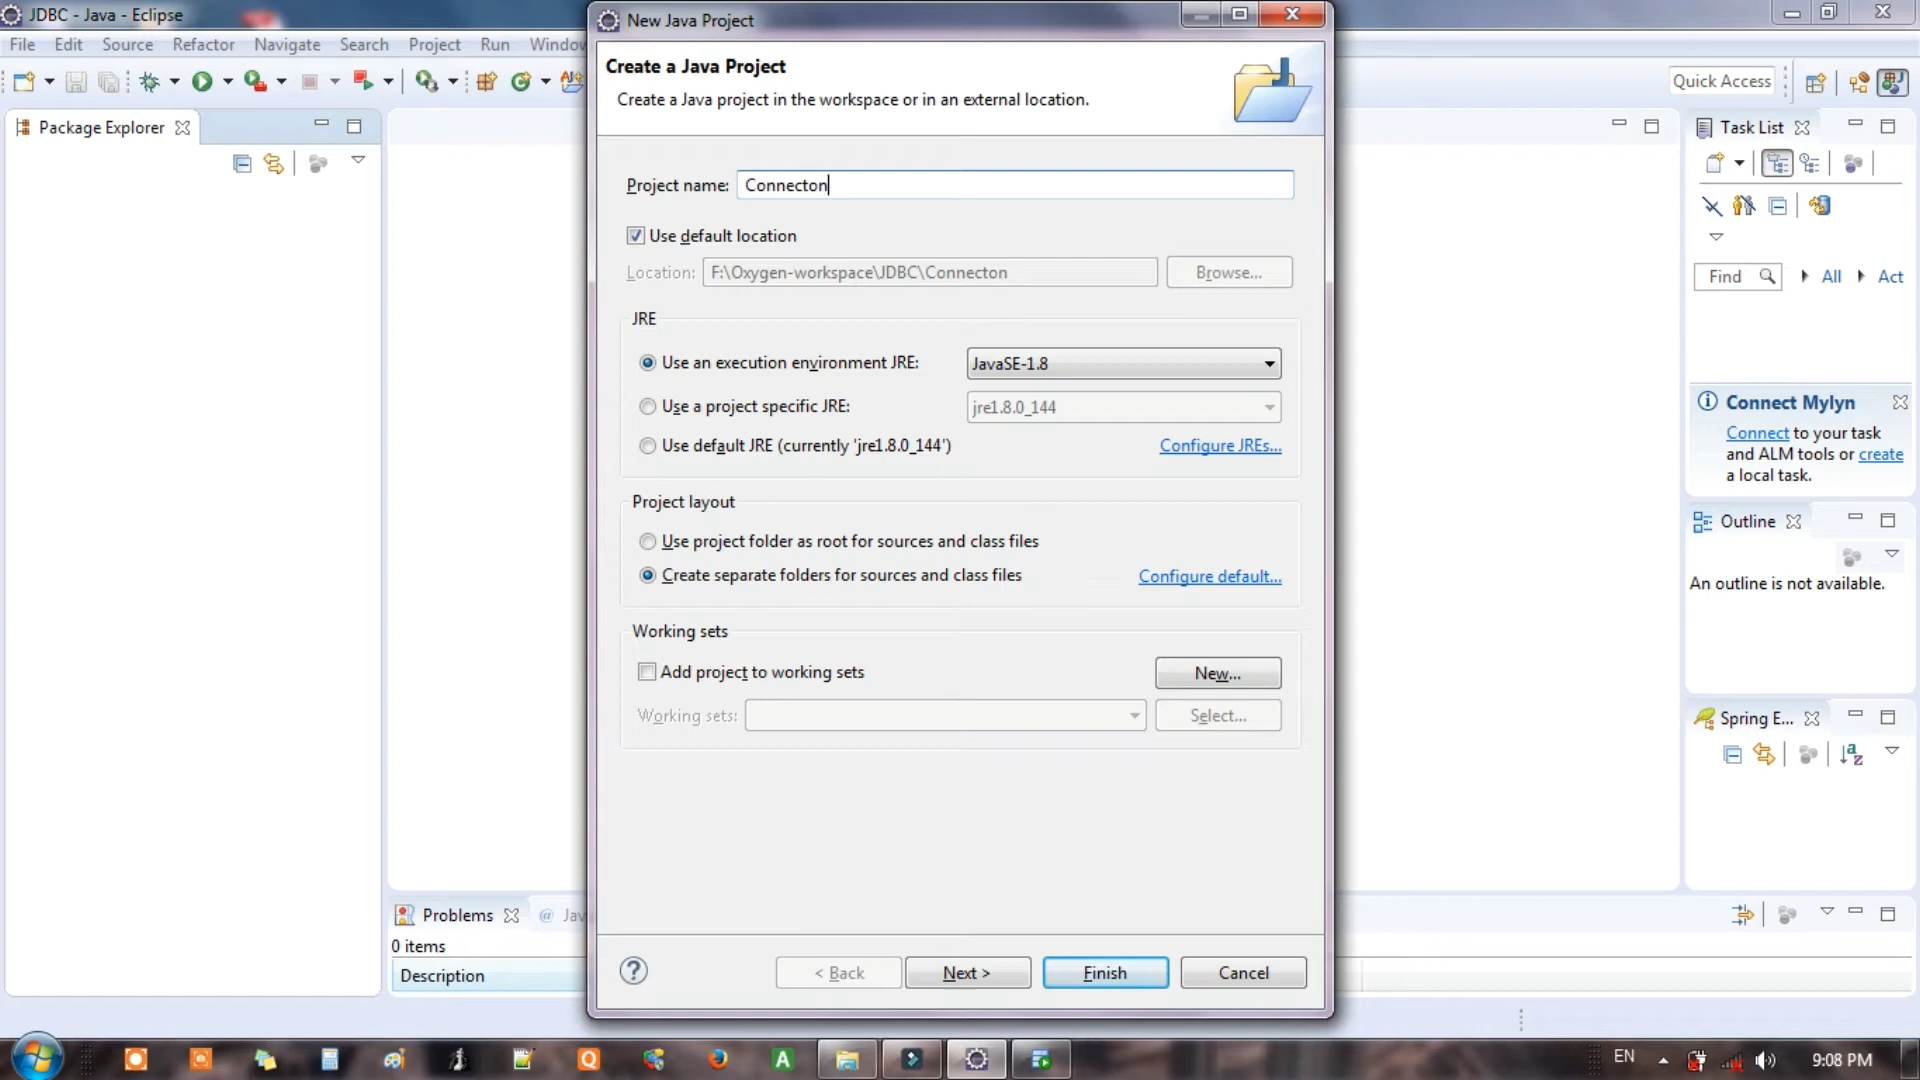 JDBC - Java - Eclipse
File Edit Source Refactor Navigate Search Project Run Window
Quick Access
Package Explorer
New Java Project
Create a Java Project
Create a Java project in the workspace or in an external location.
Project name: Connecton
Use default location
Location: F:\Oxygen-workspace\JDBC\Connecton Browse...
JRE
Use an execution environment JRE: JavaSE-1.8
Use a project specific JRE: jre1.8.0_144
Use default JRE (currently 'jre1.8.0_144') Configure JREs...
Project layout
Use project folder as root for sources and class files
Create separate folders for sources and class files Configure default...
Working sets
Add project to working sets New...
Working sets: Select...
< Back Next > Finish Cancel
Task List
Find All Act
Connect Mylyn
Connect to your task
and ALM tools or create
a local task.
Outline
An outline is not available.
Spring E...
Problems @ Jav
0 items
Description
EN 9:08 PM